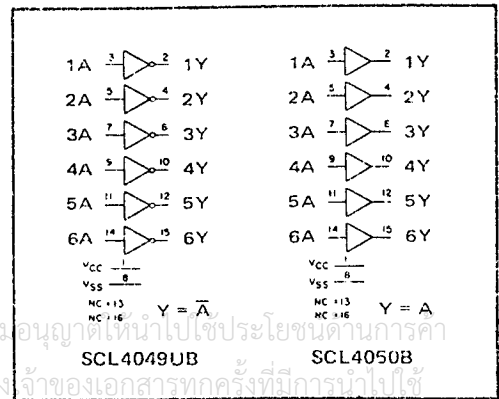 1A 3 2 1Y
2A 5 4 2Y
3A 7 6 3Y
4A 9 10 4Y
5A 11 12 5Y
6A 14 15 6Y
VCC 1
VSS 8
NC = 13
NC = 16
Y = A̅
SCL4049UB
1A 3 2 1Y
2A 5 4 2Y
3A 7 6 3Y
4A 9 10 4Y
5A 11 12 5Y
6A 14 15 6Y
VCC 1
VSS 8
NC = 13
NC = 16
Y = A
SCL4050B
มอนุญาตให้นำไปใช้ประโยชน์ด้านการค้า
งเจ้าของเอกสารทุกครั้งที่มีการนำไปใช้